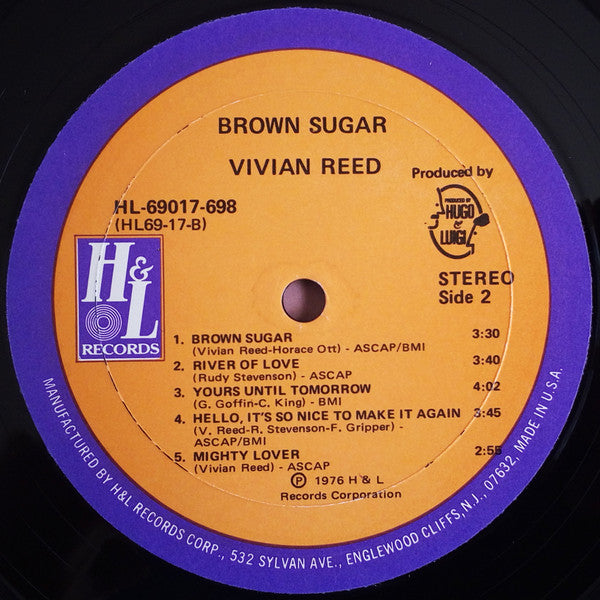 BROWN SUGAR
VIVIAN REED
Produced by
PRODUCED BY
HUGO
&
LUIGI
HL-69017-698
(HL69-17-B)
H&L
RECORDS
STEREO
Side 2
1. BROWN SUGAR 3:30
(Vivian Reed-Horace Ott) - ASCAP/BMI
2. RIVER OF LOVE 3:40
(Rudy Stevenson) - ASCAP
3. YOURS UNTIL TOMORROW 4:02
(G. Goffin-C. King) - BMI
4. HELLO, IT'S SO NICE TO MAKE IT AGAIN 3:45
(V. Reed-R. Stevenson-F. Gripper) -
ASCAP/BMI
5. MIGHTY LOVER 2:55
(Vivian Reed) - ASCAP
Ⓟ 1976 H & L
Records Corporation
MANUFACTURED BY H&L RECORDS CORP., 532 SYLVAN AVE., ENGLEWOOD CLIFFS, N.J., 07632, MADE IN U.S.A.